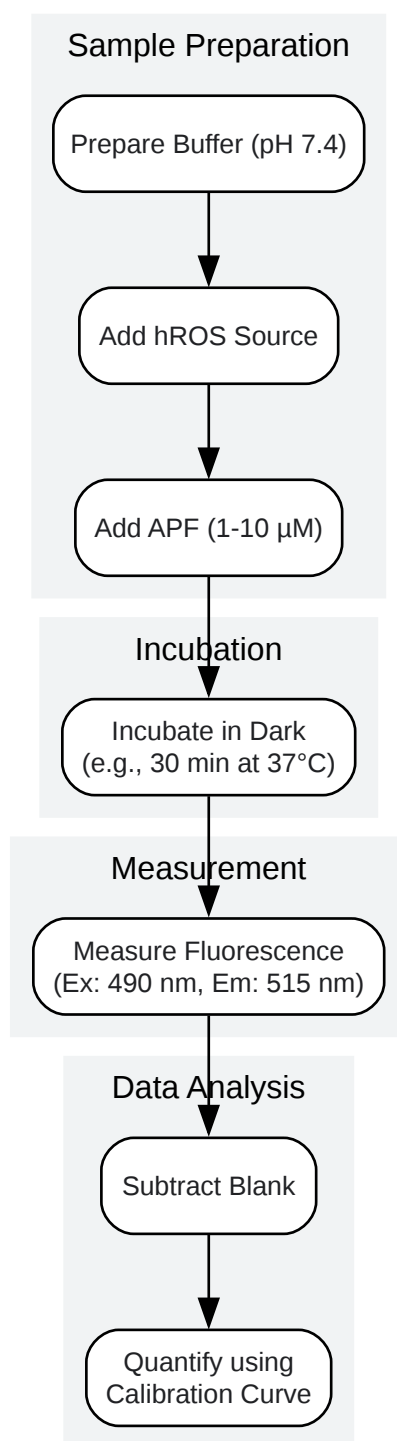 Sample Preparation
Prepare Buffer (pH 7.4)
Add hROS Source
Add APF (1-10 µM)
Incubation
Incubate in Dark
(e.g., 30 min at 37°C)
Measurement
Measure Fluorescence
(Ex: 490 nm, Em: 515 nm)
Data Analysis
Subtract Blank
Quantify using
Calibration Curve